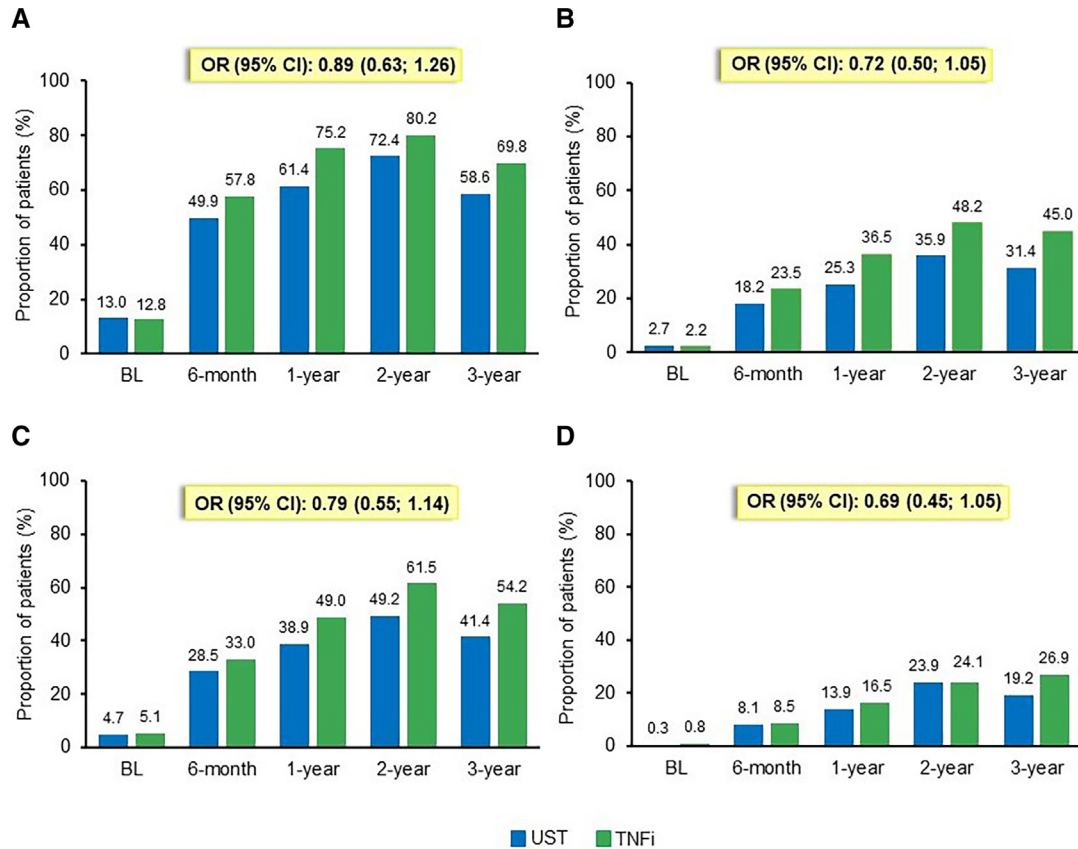 A
OR (95% CI): 0.89 (0.63; 1.26)
Proportion of patients (%)
100
80
60
40
20
0
13.0 12.8
49.9 57.8
61.4 75.2
72.4 80.2
58.6 69.8
BL 6-month 1-year 2-year 3-year
B
OR (95% CI): 0.72 (0.50; 1.05)
Proportion of patients (%)
100
80
60
40
20
0
2.7 2.2
18.2 23.5
25.3 36.5
35.9 48.2
31.4 45.0
BL 6-month 1-year 2-year 3-year
C
OR (95% CI): 0.79 (0.55; 1.14)
Proportion of patients (%)
100
80
60
40
20
0
4.7 5.1
28.5 33.0
38.9 49.0
49.2 61.5
41.4 54.2
BL 6-month 1-year 2-year 3-year
D
OR (95% CI): 0.69 (0.45; 1.05)
Proportion of patients (%)
100
80
60
40
20
0
0.3 0.8
8.1 8.5
13.9 16.5
23.9 24.1
19.2 26.9
BL 6-month 1-year 2-year 3-year
UST TNFi